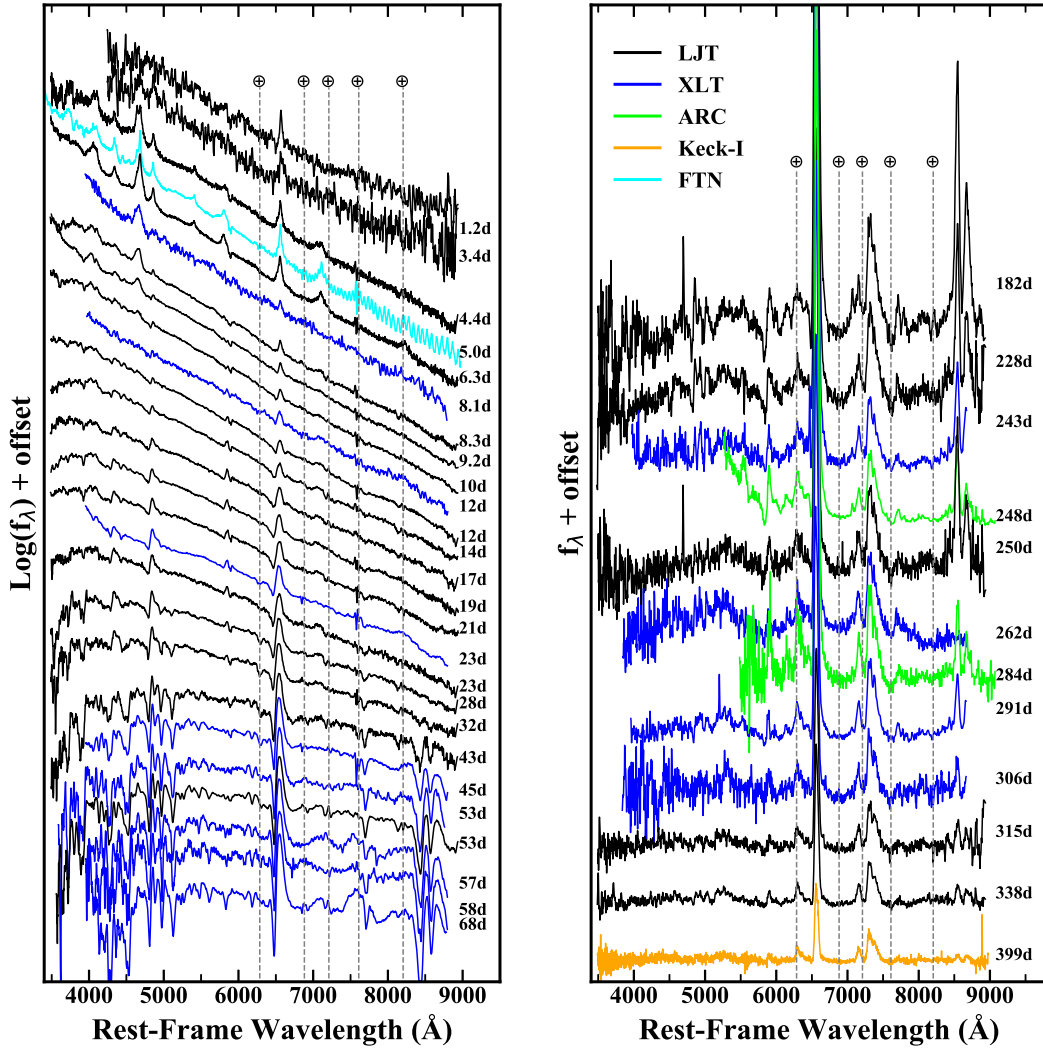 Log(f_λ) + offset
1.2d
3.4d
4.4d
5.0d
6.3d
8.1d
8.3d
9.2d
10d
12d
12d
14d
17d
19d
21d
23d
23d
28d
32d
43d
45d
53d
53d
57d
58d
68d
4000 5000 6000 7000 8000 9000
Rest-Frame Wavelength (Å)
f_λ + offset
LJT
XLT
ARC
Keck-I
FTN
182d
228d
243d
248d
250d
262d
284d
291d
306d
315d
338d
399d
4000 5000 6000 7000 8000 9000
Rest-Frame Wavelength (Å)